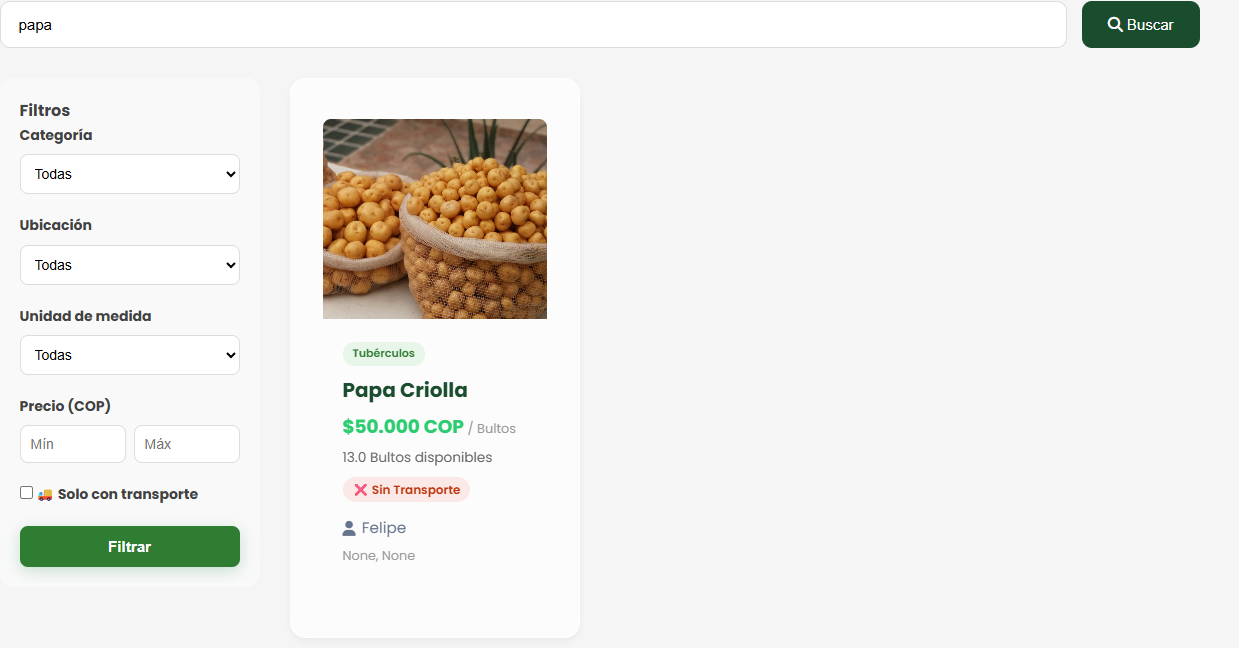 papa
Buscar
Filtros
Categoría
Todas
Ubicación
Todas
Unidad de medida
Todas
Precio (COP)
Mín Máx
Solo con transporte
Filtrar
Tubérculos
Papa Criolla
$50.000 COP / Bultos
13.0 Bultos disponibles
❌ Sin Transporte
Felipe
None, None